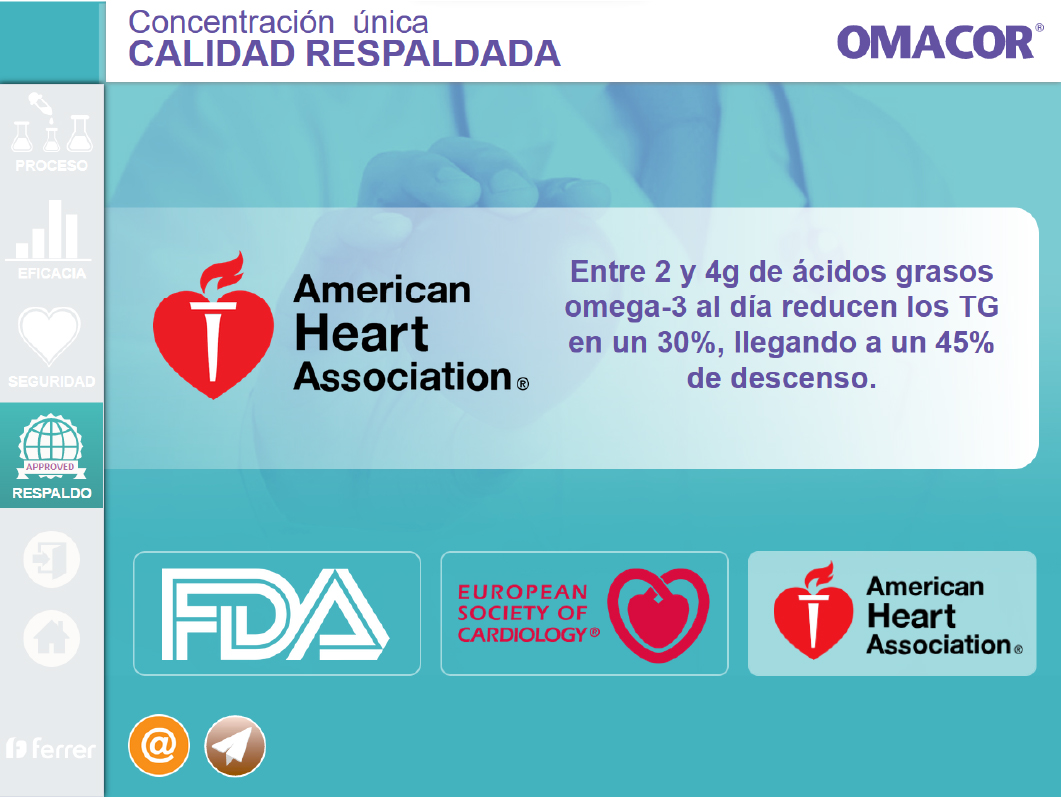 Concentración única
CALIDAD RESPALDADA
OMACOR®
PROCESO
EFICACIA
SEGURIDAD
APPROVED
RESPALDO
American
Heart
Association®
Entre 2 y 4g de ácidos grasos
omega-3 al día reducen los TG
en un 30%, llegando a un 45%
de descenso.
FDA
EUROPEAN
SOCIETY OF
CARDIOLOGY®
American
Heart
Association®
ferrer
@